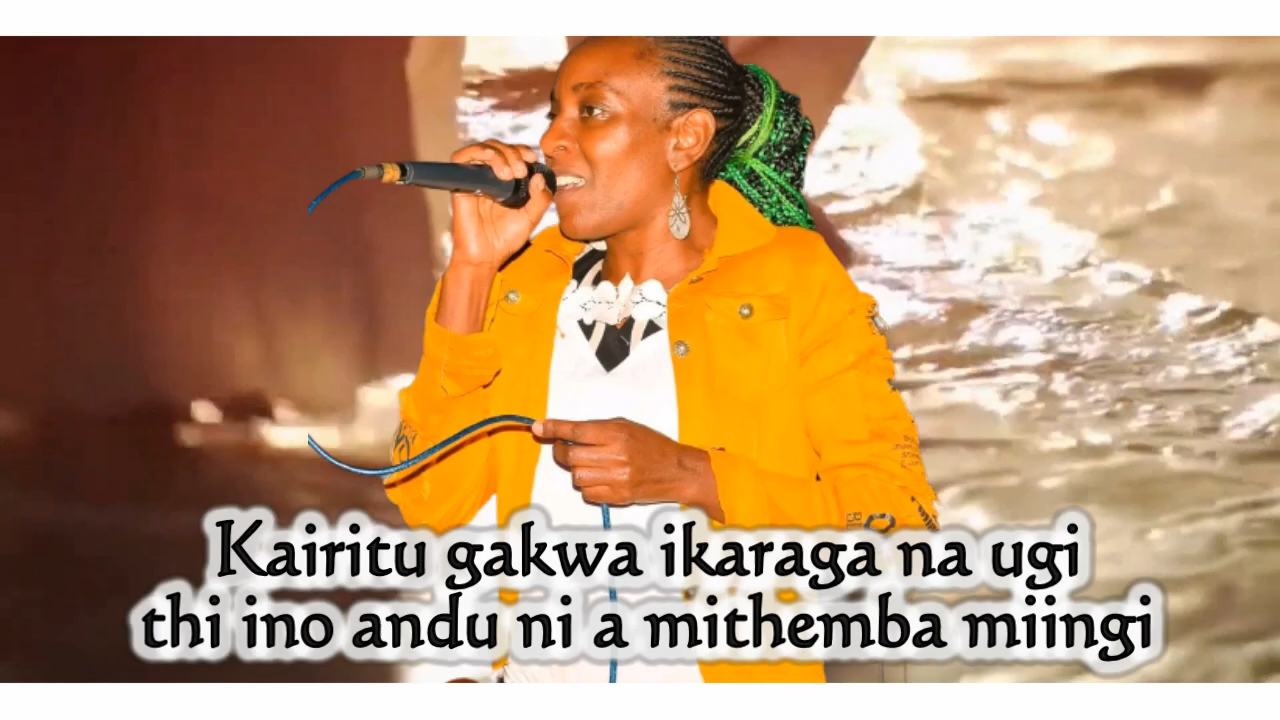 Kairitu gakwa ikaraga na ugi
thi ino andu ni a mithemba miingi